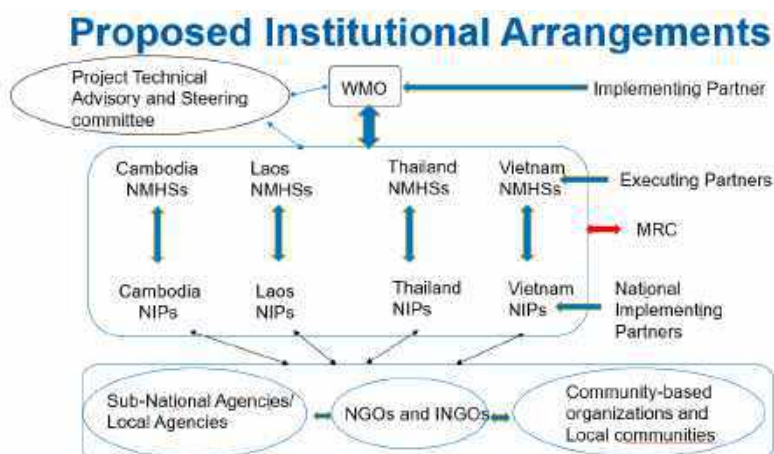 Proposed Institutional Arrangements
Project Technical
Advisory and Steering
committee
WMO
Implementing Partner
Cambodia
NMHSs
Laos
NMHSs
Thailand
NMHSs
Vietnam
NMHSs
Executing Partners
MRC
Cambodia
NIPs
Laos
NIPs
Thailand
NIPs
Vietnam
NIPs
National
Implementing
Partners
Sub-National Agencies/
Local Agencies
NGOs and INGOs
Community-based
organizations and
Local communities